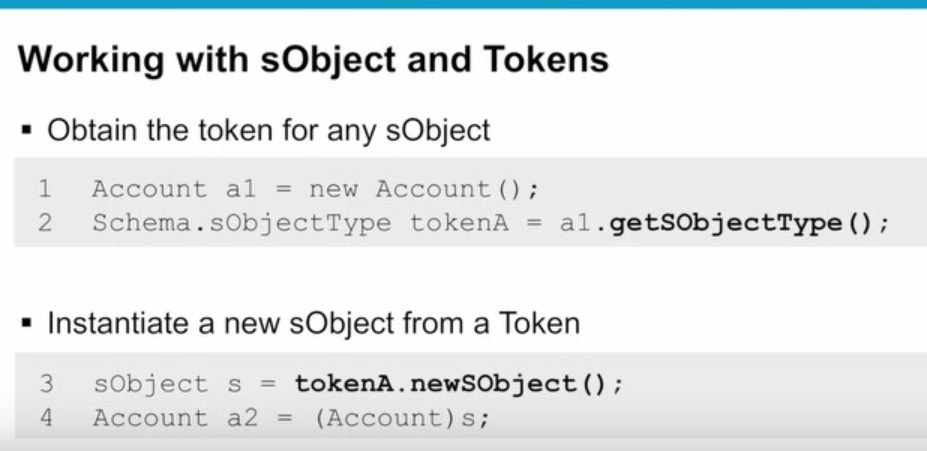 Working with sObject and Tokens
▪ Obtain the token for any sObject
1 Account a1 = new Account();
2 Schema.sObjectType tokenA = a1.getSObjectType();
▪ Instantiate a new sObject from a Token
3 sObject s = tokenA.newSObject();
4 Account a2 = (Account)s;